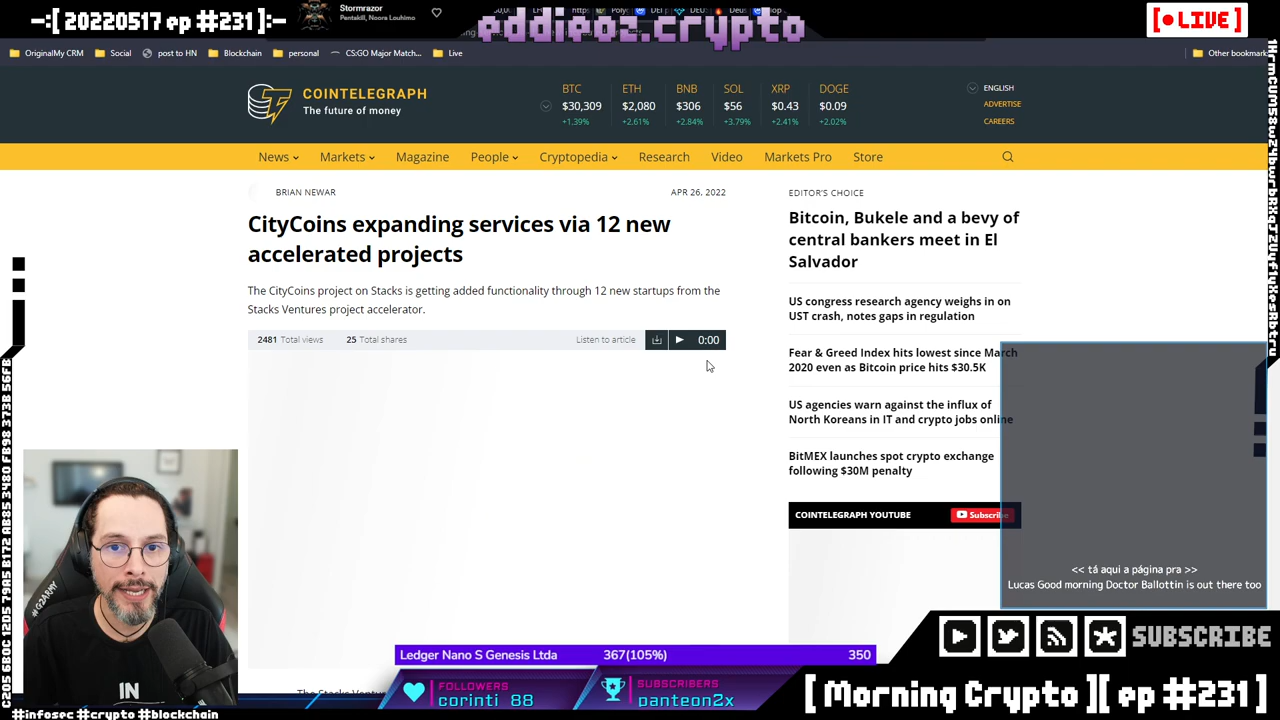 -:[ 20220517 ep #231 ]:-
Stormrazor
Pentakill, Noora Louhimo
eddieoz.crypto
[● LIVE]
OriginalMy CRM
Social
post to HN
Blockchain
personal
CS:GO Major Match...
Live
Other bookmark
COINTELEGRAPH
The future of money
BTC ETH BNB SOL XRP DOGE
$30,309 $2,080 $306 $56 $0.43 $0.09
+1.39% +2.61% +2.84% +3.79% +2.41% +2.02%
ENGLISH
ADVERTISE
CAREERS
News Markets Magazine People Cryptopedia Research Video Markets Pro Store
BRIAN NEWAR
APR 26, 2022
CityCoins expanding services via 12 new
accelerated projects
The CityCoins project on Stacks is getting added functionality through 12 new startups from the
Stacks Ventures project accelerator.
2481 Total views 25 Total shares
Listen to article
0:00
EDITOR'S CHOICE
Bitcoin, Bukele and a bevy of
central bankers meet in El
Salvador
US congress research agency weighs in on
UST crash, notes gaps in regulation
Fear & Greed Index hits lowest since March
2020 even as Bitcoin price hits $30.5K
US agencies warn against the influx of
North Koreans in IT and crypto jobs online
BitMEX launches spot crypto exchange
following $30M penalty
COINTELEGRAPH YOUTUBE
Subscribe
<< tá aqui a página pra >>
Lucas Good morning Doctor Ballottin is out there too
#G2ARMY
IN
Ledger Nano S Genesis Ltda 367(105%) 350
FOLLOWERS
corinti_88
SUBSCRIBERS
panteon2x
SUBSCRIBE
[ Morning Crypto ][ ep #231 ]
#infosec #crypto #blockchain